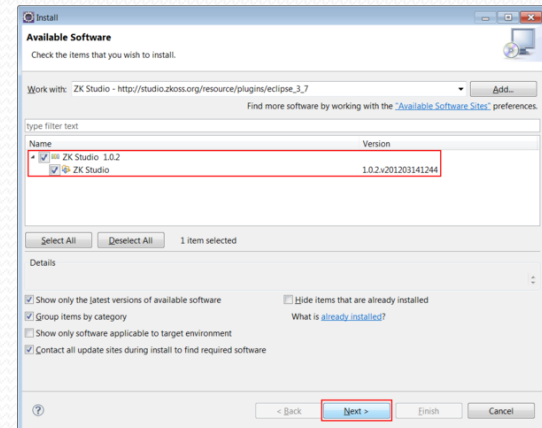 Install
Available Software
Check the items that you wish to install.
Work with: ZK Studio - http://studio.zkoss.org/resource/plugins/eclipse_3_7 Add...
Find more software by working with the "Available Software Sites" preferences.
type filter text
Name Version
ZK Studio 1.0.2
ZK Studio 1.0.2.v201203141244
Select All Deselect All 1 item selected
Details
Show only the latest versions of available software Hide items that are already installed
Group items by category What is already installed?
Show only software applicable to target environment
Contact all update sites during install to find required software
? < Back Next > Finish Cancel